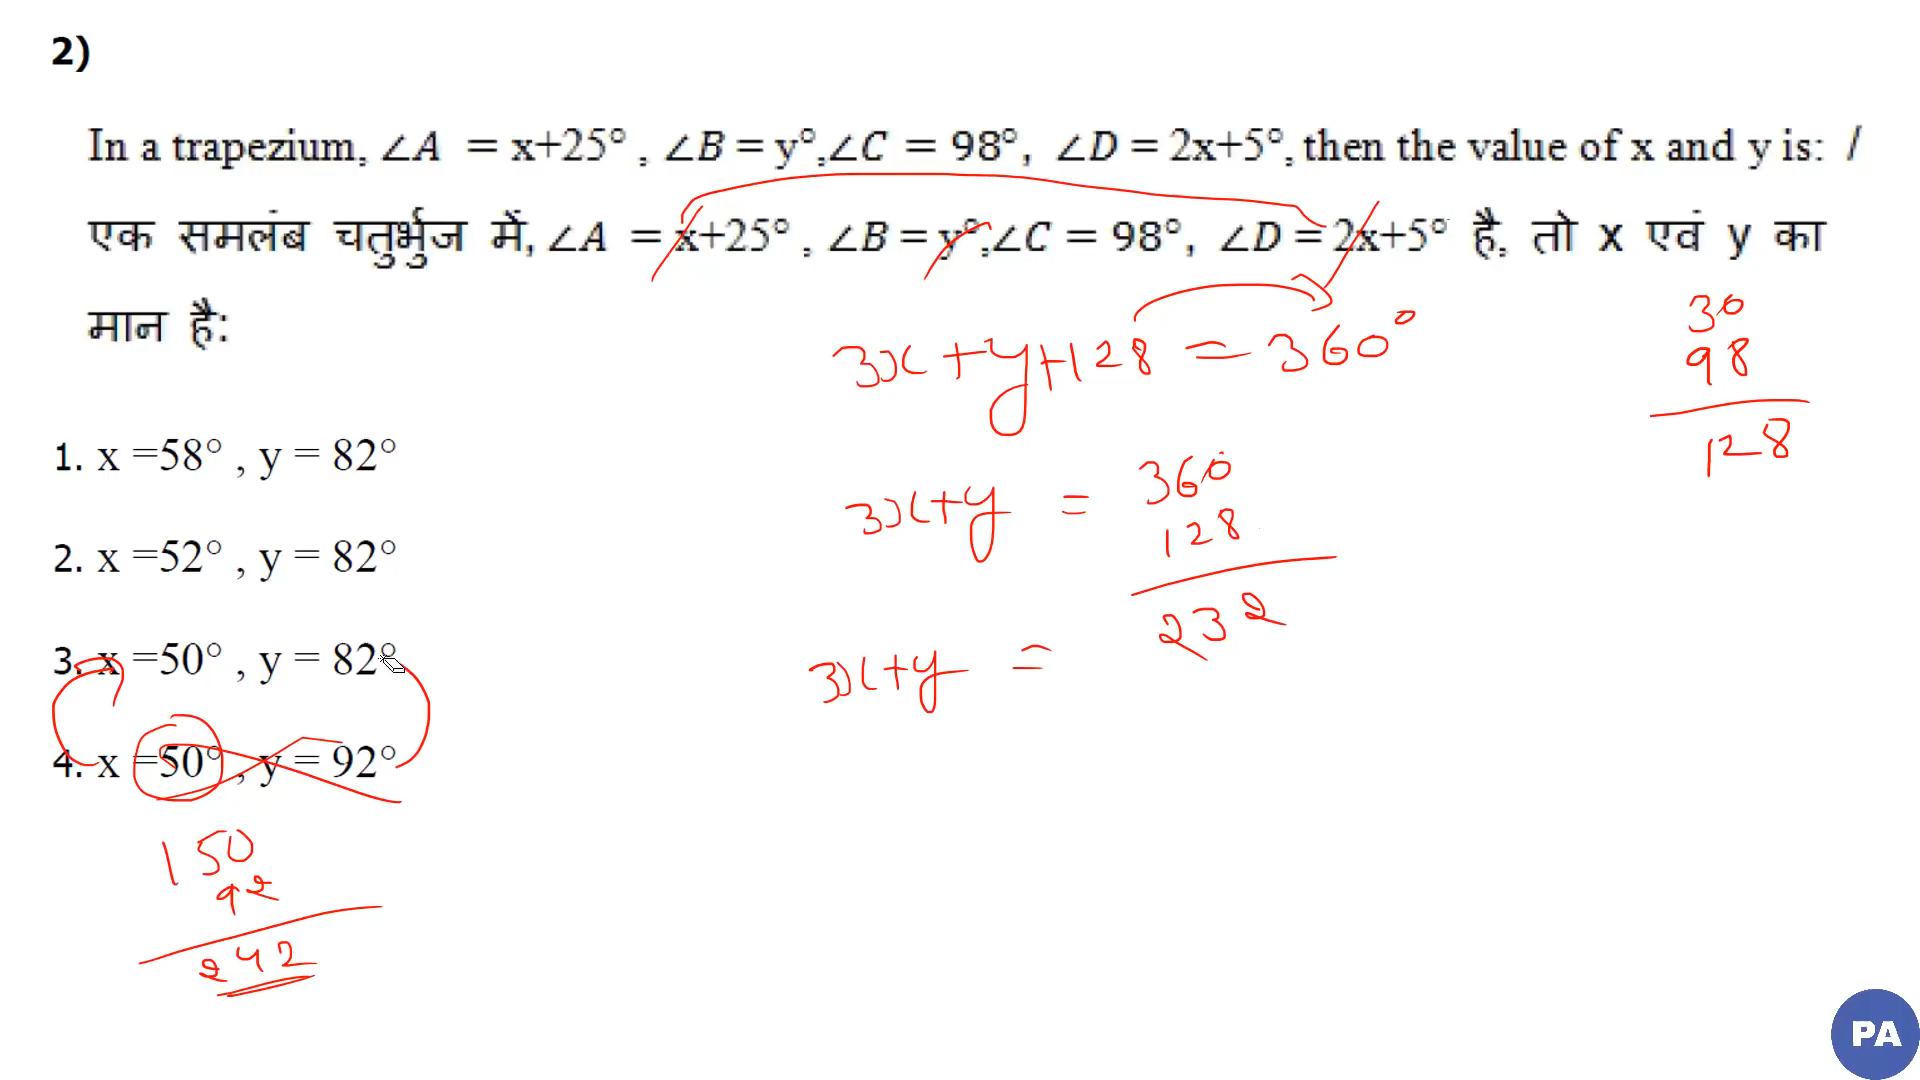 2)
In a trapezium, ∠A = x+25° , ∠B = y°,∠C = 98°, ∠D = 2x+5°, then the value of x and y is: /
एक समलंब चतुर्भुज में, ∠A = x+25° , ∠B = y°,∠C = 98°, ∠D = 2x+5° है, तो x एवं y का
मान है:
30
98
128
3x+y+128 = 360°
1. x =58° , y = 82°
3x+y = 360
128
232
2. x =52° , y = 82°
3. x =50° , y = 82°
3x+y =
4. x =50° , y = 92°
150
92
242
PA